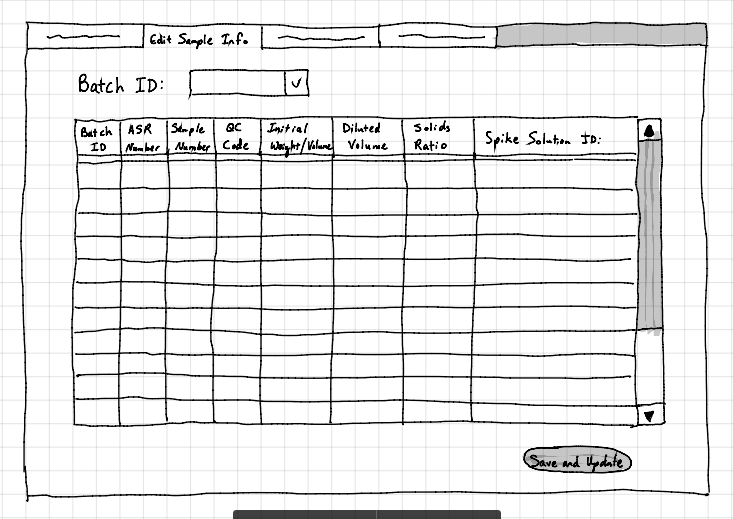 Edit Sample Info
Batch ID:
Batch ID
ASR Number
Sample Number
QC Code
Initial Weight/Volume
Diluted Volume
Solids Ratio
Spike Solution ID:
Save and Update